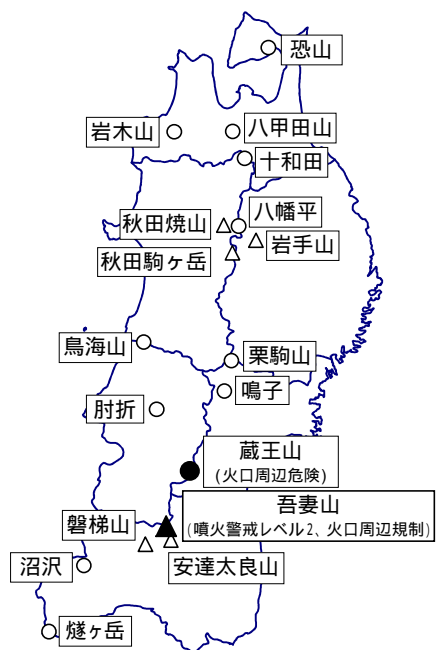 恐山
岩木山
八甲田山
十和田
秋田焼山
八幡平
岩手山
秋田駒ヶ岳
鳥海山
栗駒山
鳴子
肘折
蔵王山
(火口周辺危険)
吾妻山
(噴火警戒レベル2、火口周辺規制)
磐梯山
安達太良山
沼沢
燧ヶ岳